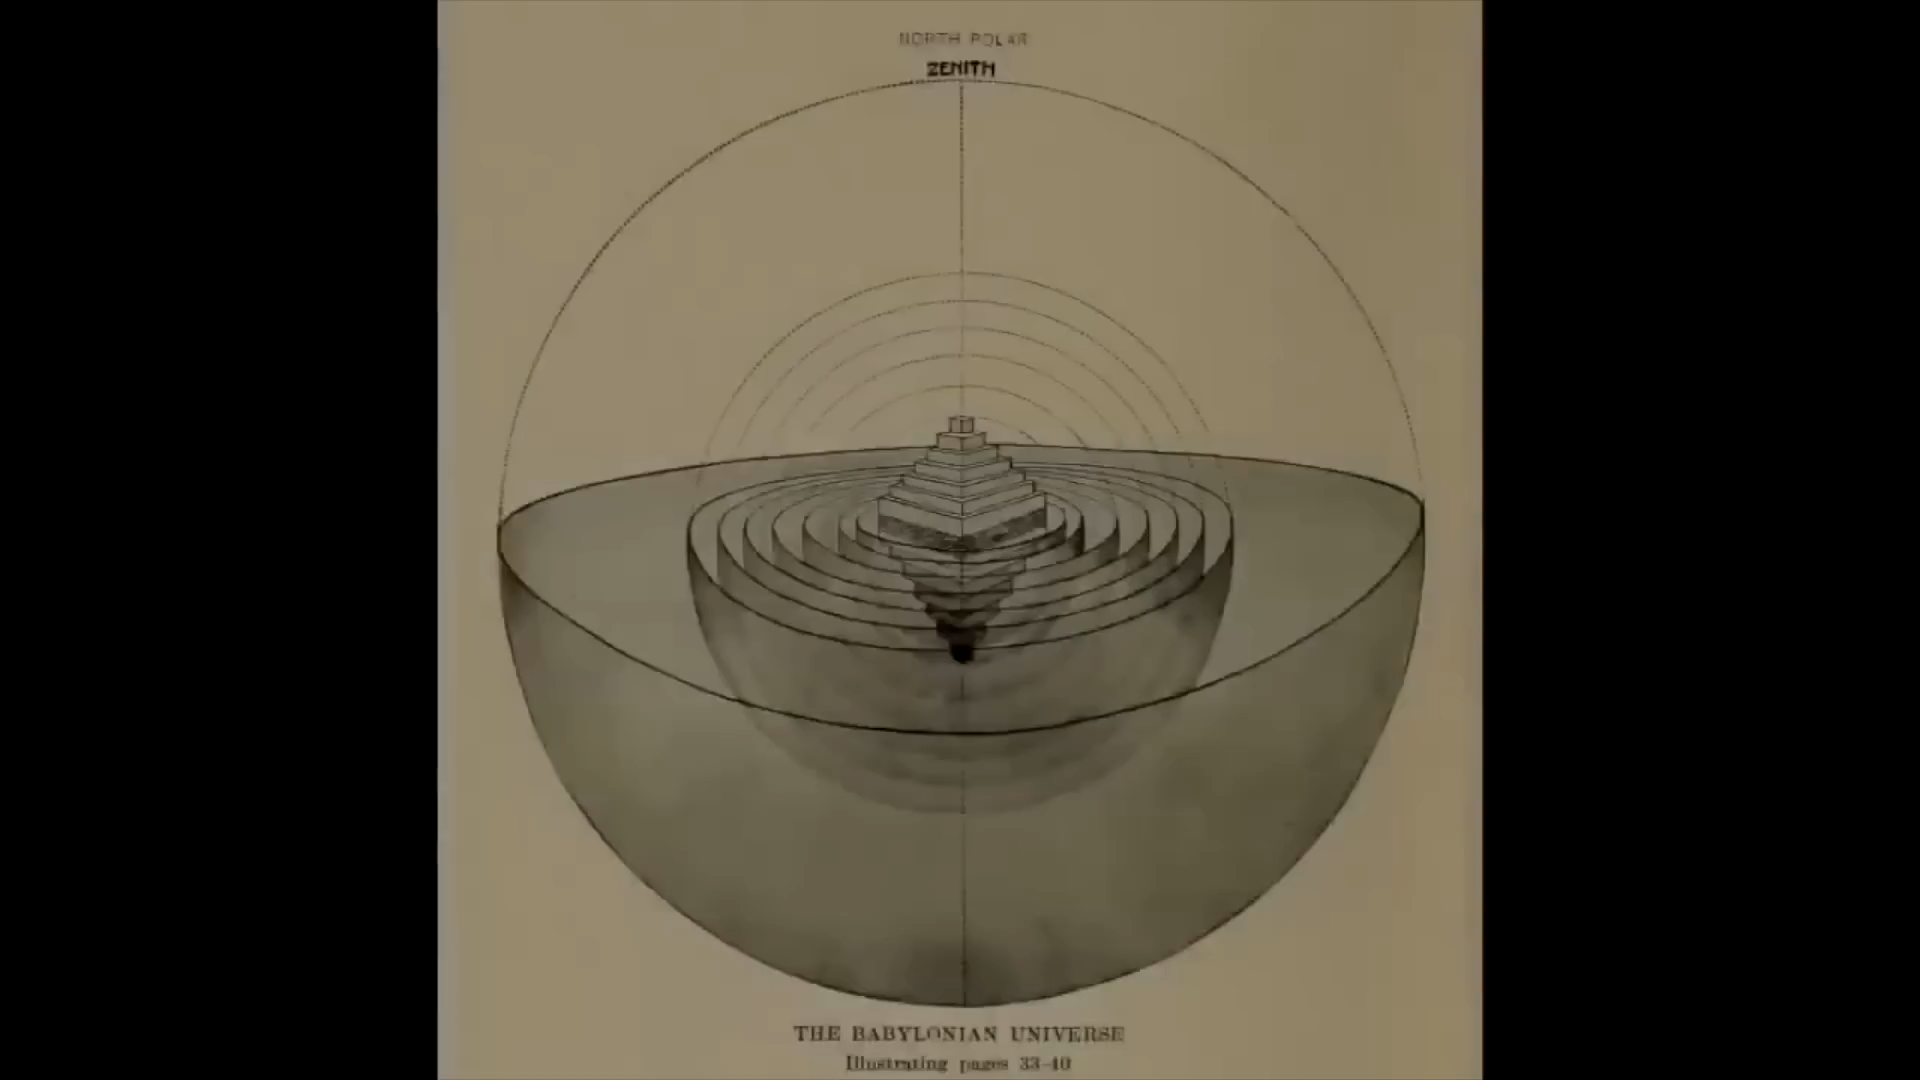 NORTH POLAR
ZENITH
THE BABYLONIAN UNIVERSE
Illustrating pages 33-40